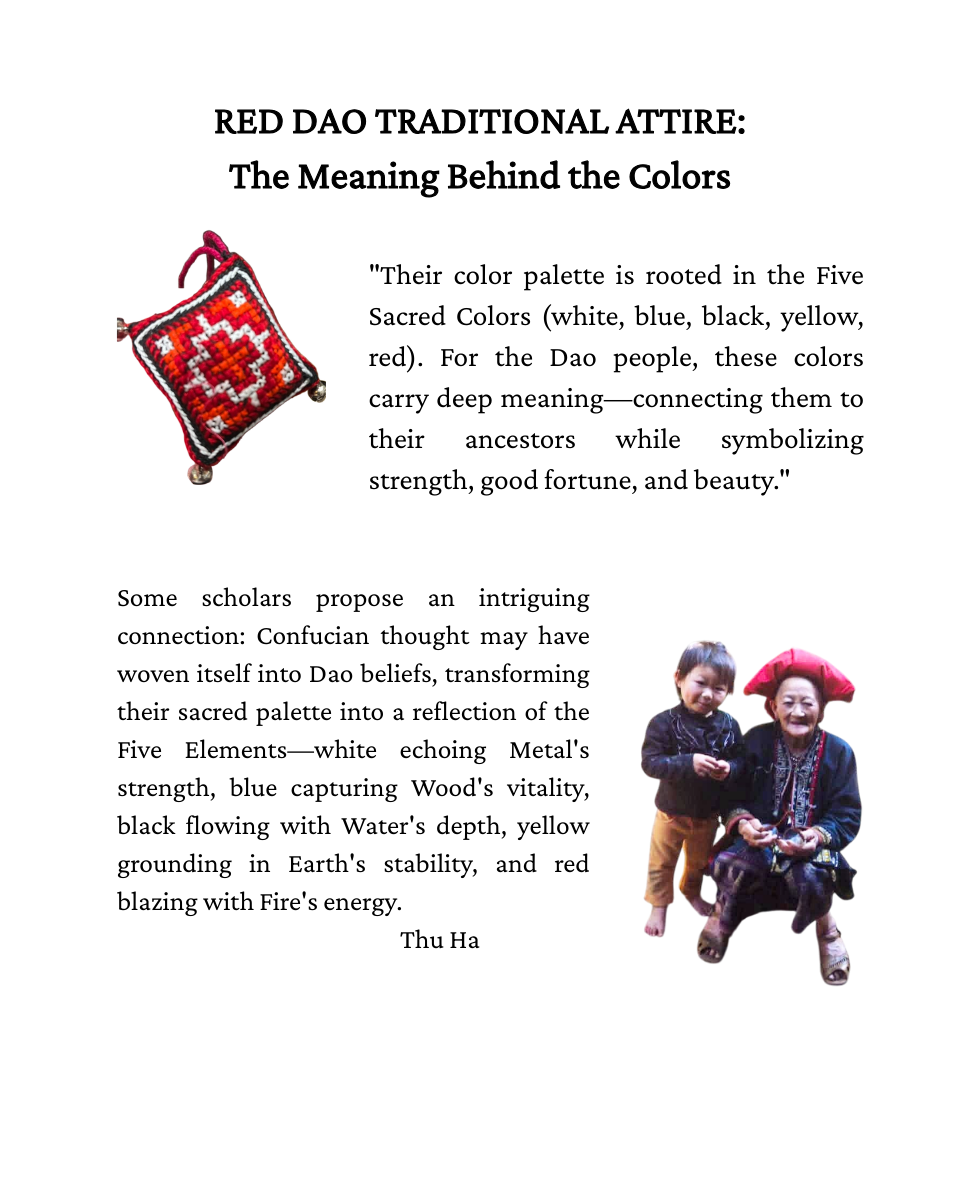 RED DAO TRADITIONAL ATTIRE:
The Meaning Behind the Colors
"Their color palette is rooted in the Five
Sacred Colors (white, blue, black, yellow,
red). For the Dao people, these colors
carry deep meaning—connecting them to
their ancestors while symbolizing
strength, good fortune, and beauty."
Some scholars propose an intriguing
connection: Confucian thought may have
woven itself into Dao beliefs, transforming
their sacred palette into a reflection of the
Five Elements—white echoing Metal's
strength, blue capturing Wood's vitality,
black flowing with Water's depth, yellow
grounding in Earth's stability, and red
blazing with Fire's energy.
Thu Ha